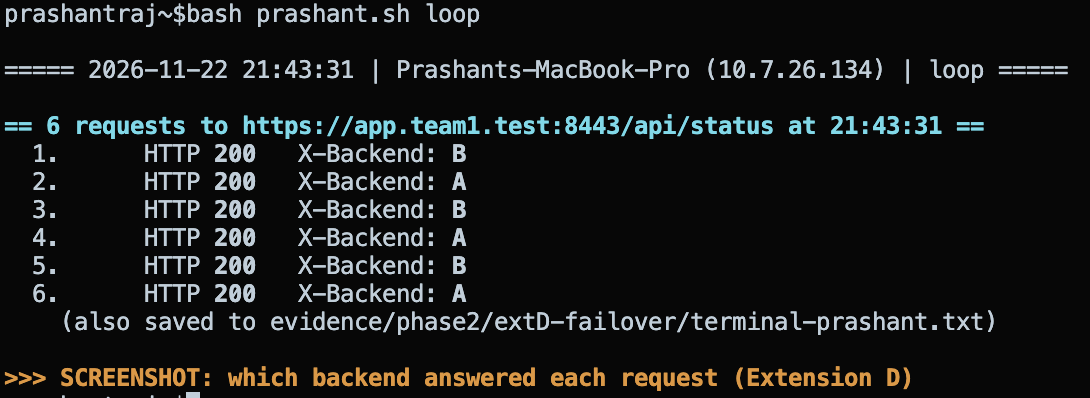 prashantraj~$bash prashant.sh loop
===== 2026-11-22 21:43:31 | Prashants-MacBook-Pro (10.7.26.134) | loop =====
== 6 requests to https://app.team1.test:8443/api/status at 21:43:31 ==
1. HTTP 200 X-Backend: B
2. HTTP 200 X-Backend: A
3. HTTP 200 X-Backend: B
4. HTTP 200 X-Backend: A
5. HTTP 200 X-Backend: B
6. HTTP 200 X-Backend: A
(also saved to evidence/phase2/extD-failover/terminal-prashant.txt)
>>> SCREENSHOT: which backend answered each request (Extension D)